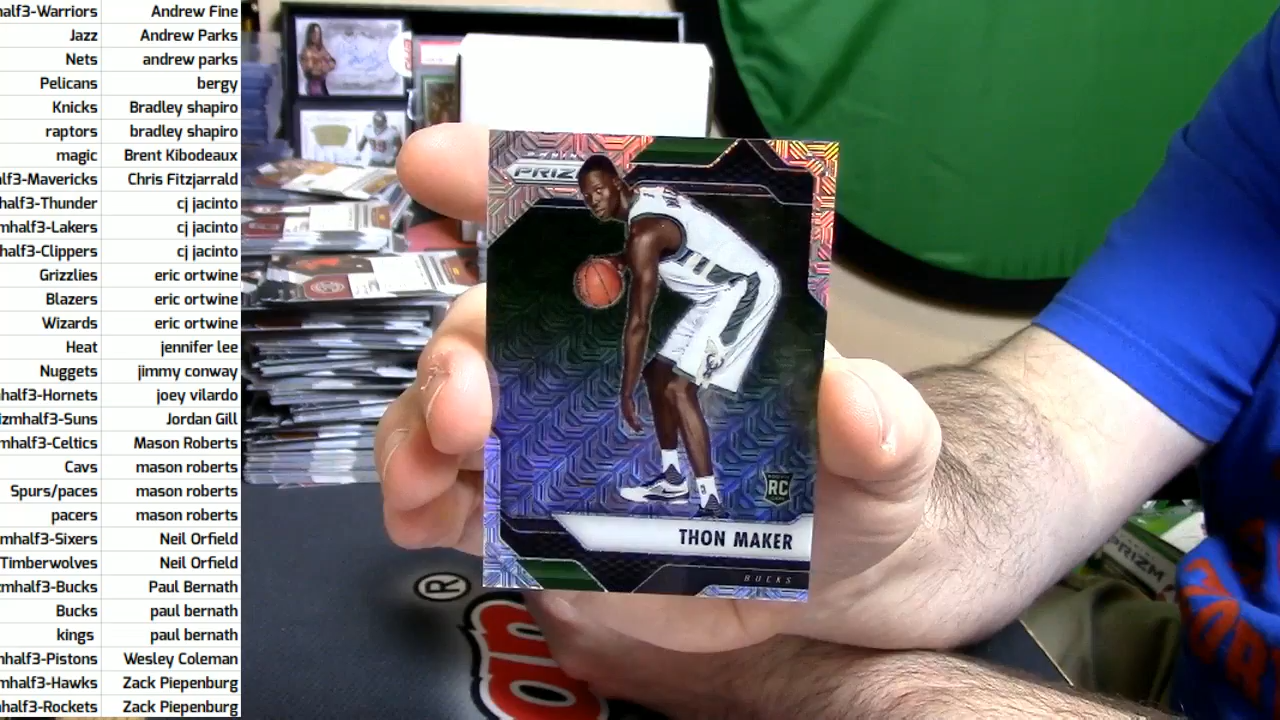 half3-Warriors Andrew Fine
Jazz Andrew Parks
Nets andrew parks
Pelicans bergy
Knicks Bradley shapiro
raptors bradley shapiro
magic Brent Kibodeaux
alf3-Mavericks Chris Fitzjarrald
half3-Thunder cj jacinto
mhalf3-Lakers cj jacinto
half3-Clippers cj jacinto
Grizzlies eric ortwine
Blazers eric ortwine
Wizards eric ortwine
Heat jennifer lee
Nuggets jimmy conway
nhalf3-Hornets joey vilardo
izmhalf3-Suns Jordan Gill
mhalf3-Celtics Mason Roberts
Cavs mason roberts
Spurs/paces mason roberts
pacers mason roberts
mhalf3-Sixers Neil Orfield
Timberwolves Neil Orfield
zmhalf3-Bucks Paul Bernath
Bucks paul bernath
kings paul bernath
nhalf3-Pistons Wesley Coleman
mhalf3-Hawks Zack Piepenburg
mhalf3-Rockets Zack Piepenburg
PRIZ
RC
THON MAKER
BUCKS
®
PRIZM